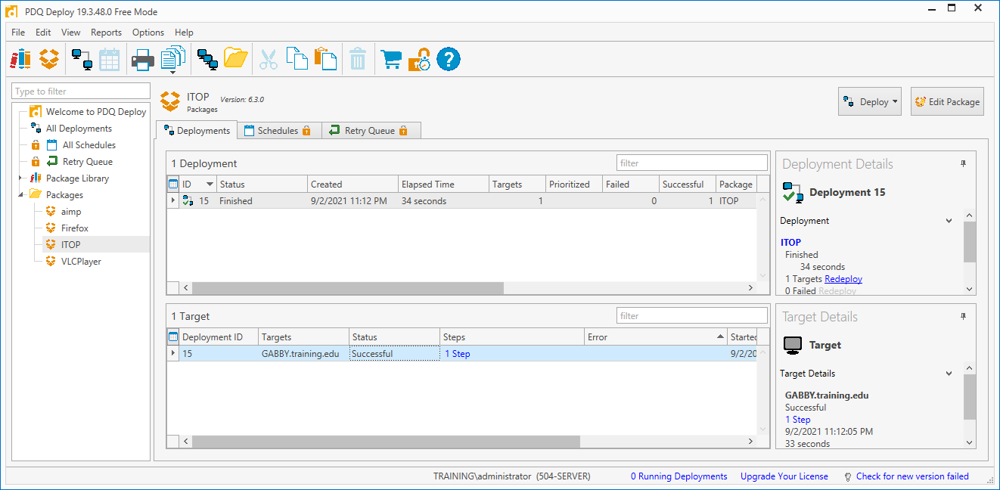 PDQ Deploy 19.3.48.0 Free Mode
File Edit View Reports Options Help
Type to filter
Welcome to PDQ Deploy
All Deployments
All Schedules
Retry Queue
Package Library
Packages
aimp
Firefox
ITOP
VLCPlayer
ITOP Version: 6.3.0
Packages
Deploy Edit Package
Deployments Schedules Retry Queue
1 Deployment filter
ID Status Created Elapsed Time Targets Prioritized Failed Successful Package
15 Finished 9/2/2021 11:12 PM 34 seconds 1 0 1 ITOP
Deployment Details
Deployment 15
Deployment
ITOP
Finished
34 seconds
1 Targets Redeploy
0 Failed Redeploy
1 Target filter
Deployment ID Targets Status Steps Error Started
15 GABBY.training.edu Successful 1 Step 9/2/20
Target Details
Target
Target Details
GABBY.training.edu
Successful
1 Step
9/2/2021 11:12:05 PM
33 seconds
TRAINING\administrator (504-SERVER) 0 Running Deployments Upgrade Your License Check for new version failed